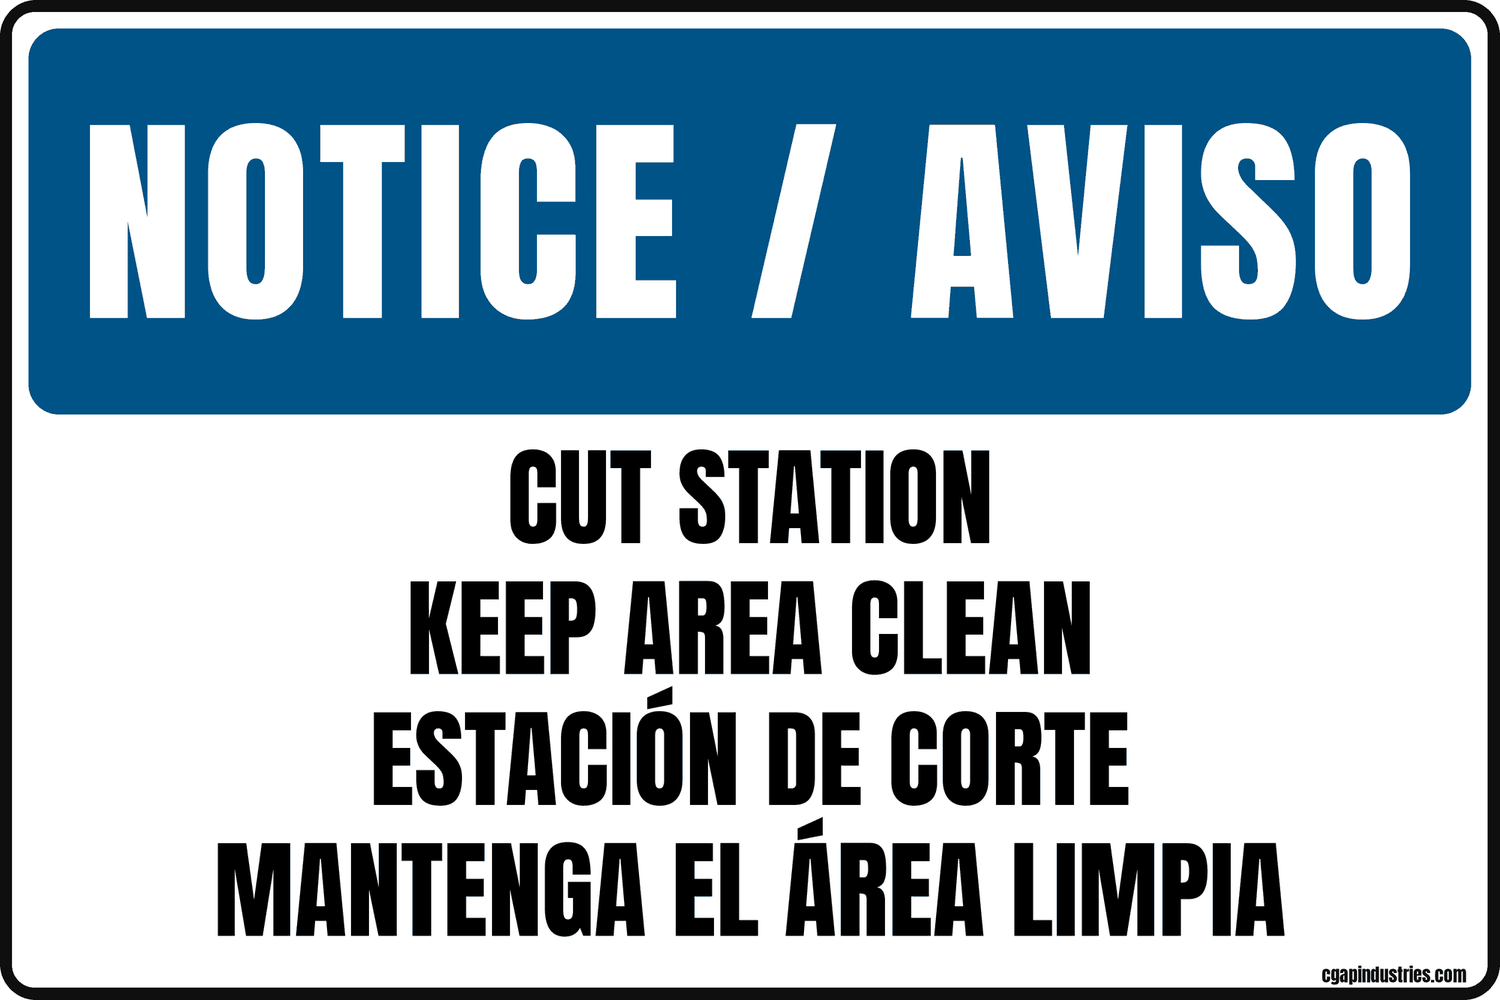 NOTICE / AVISO
CUT STATION
KEEP AREA CLEAN
ESTACIÓN DE CORTE
MANTENGA EL ÁREA LIMPIA
cgapindustries.com